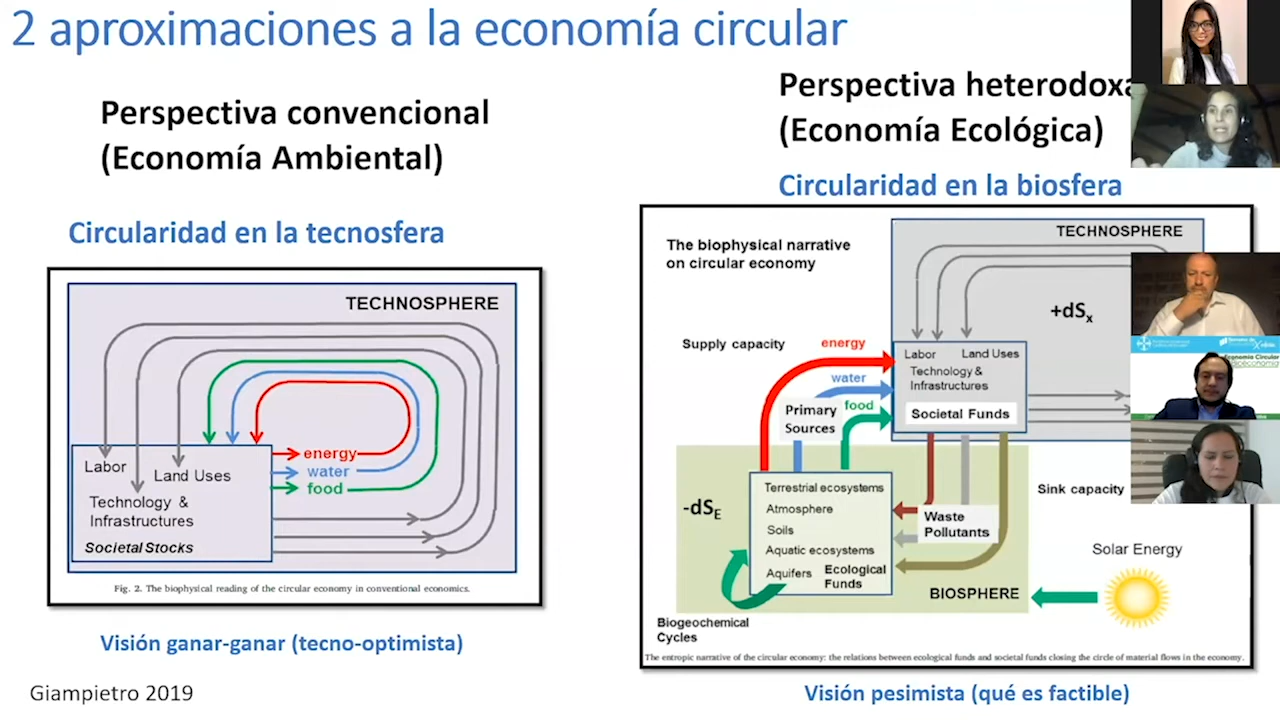 2 aproximaciones a la economía circular
Perspectiva convencional
(Economía Ambiental)
Circularidad en la tecnosfera
TECHNOSPHERE
energy
water
food
Labor
Land Uses
Technology &
Infrastructures
Societal Stocks
Fig. 2. The biophysical reading of the circular economy in conventional economics.
Visión ganar-ganar (tecno-optimista)
Giampietro 2019
Perspectiva heterodoxa
(Economía Ecológica)
Circularidad en la biosfera
The biophysical narrative
on circular economy
TECHNOSPHERE
+dSx
Supply capacity
energy
water
food
Primary
Sources
Labor
Land Uses
Technology &
Infrastructures
Societal Funds
-dSE
Terrestrial ecosystems
Atmosphere
Soils
Aquatic ecosystems
Aquifers
Ecological
Funds
Waste
Pollutants
Sink capacity
Solar Energy
BIOSPHERE
Biogeochemical
Cycles
The entropic narrative of the circular economy: the relations between ecological funds and societal funds closing the circle of material flows in the economy.
Visión pesimista (qué es factible)
Economía Circular